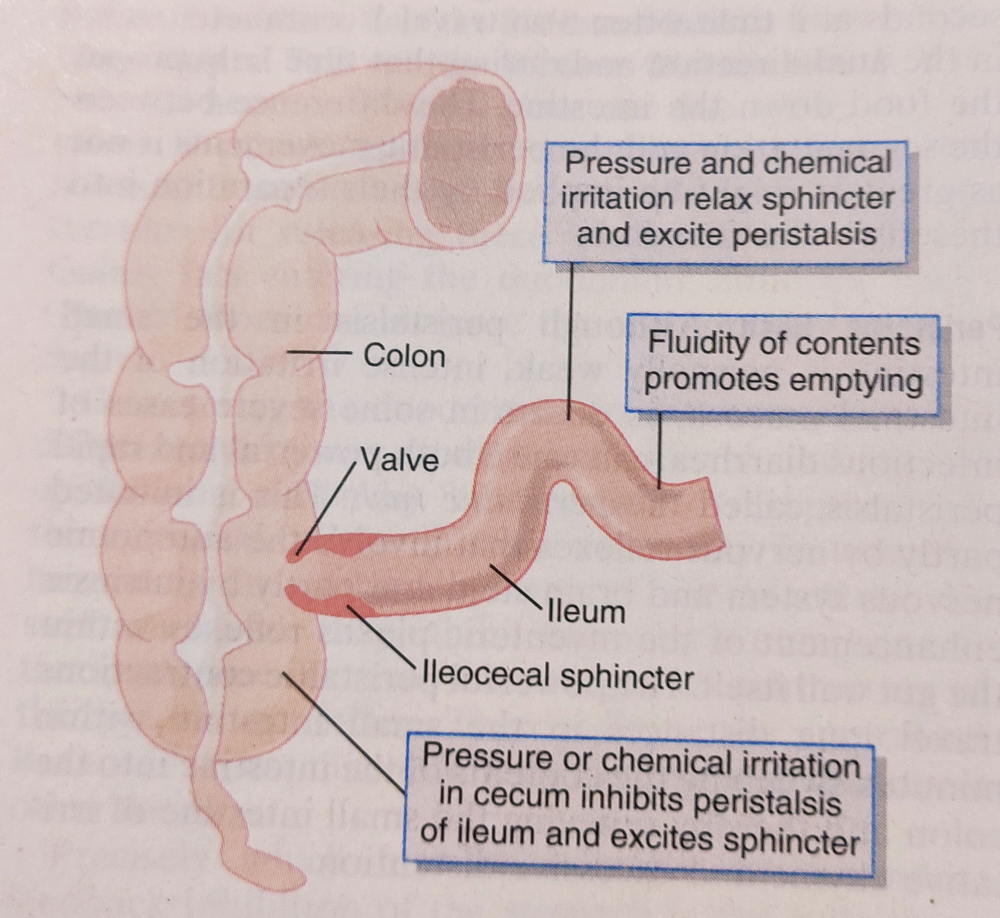 Pressure and chemical
irritation relax sphincter
and excite peristalsis
Fluidity of contents
promotes emptying
Colon
Valve
Ileum
Ileocecal sphincter
Pressure or chemical irritation
in cecum inhibits peristalsis
of ileum and excites sphincter